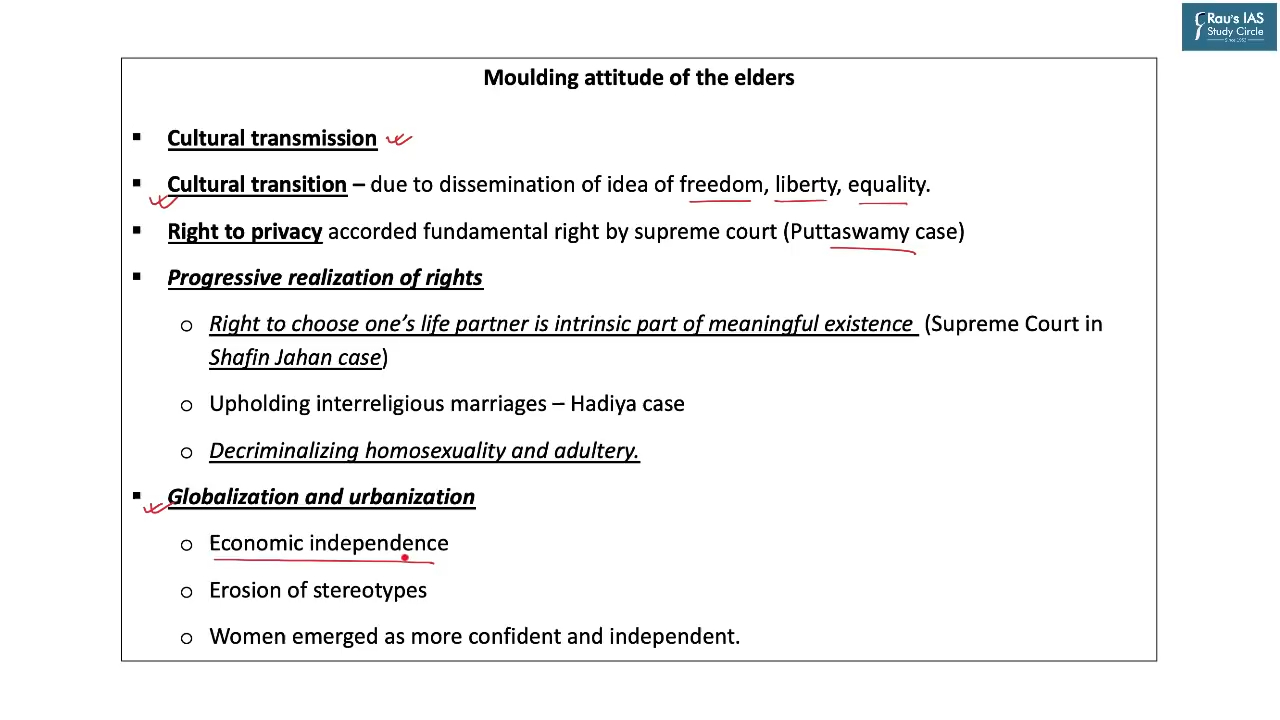 Rau's IAS
Study Circle
Since 1953
Moulding attitude of the elders
▪ Cultural transmission
▪ Cultural transition – due to dissemination of idea of freedom, liberty, equality.
▪ Right to privacy accorded fundamental right by supreme court (Puttaswamy case)
▪ Progressive realization of rights
o Right to choose one's life partner is intrinsic part of meaningful existence (Supreme Court in
Shafin Jahan case)
o Upholding interreligious marriages – Hadiya case
o Decriminalizing homosexuality and adultery.
▪ Globalization and urbanization
o Economic independence
o Erosion of stereotypes
o Women emerged as more confident and independent.